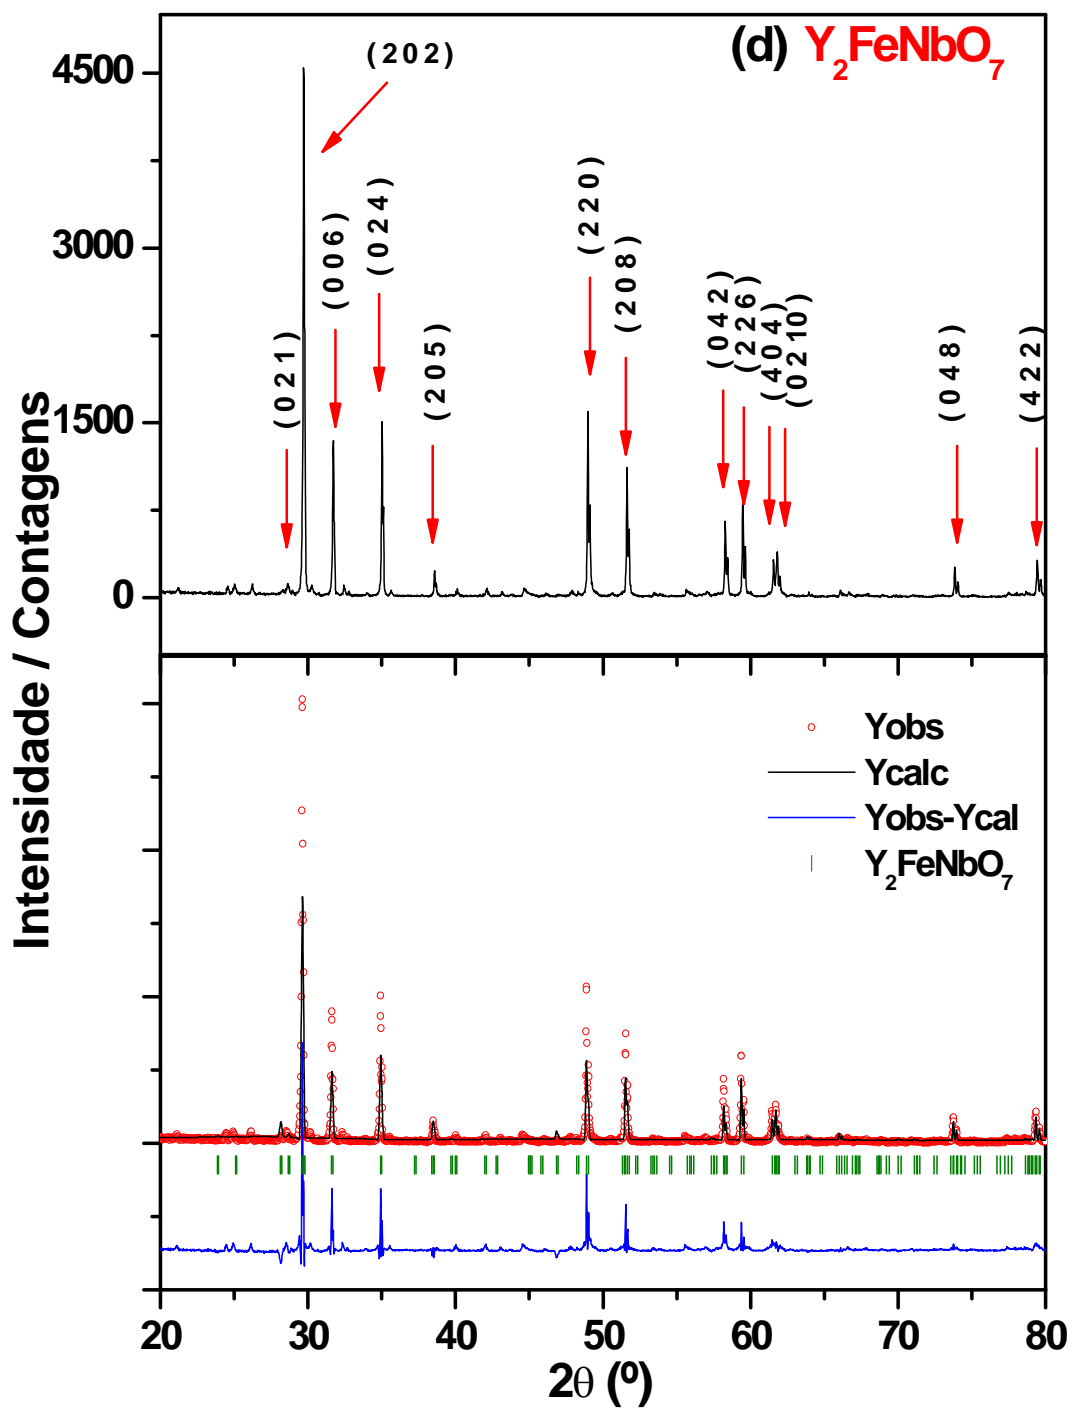 (d) Y2FeNbO7
4500
3000
1500
0
(202)
(021)
(006)
(024)
(205)
(220)
(208)
(042)
(226)
(404)
(0210)
(048)
(422)
Intensidade / Contagens
Yobs
Ycalc
Yobs-Ycal
Y2FeNbO7
20 30 40 50 60 70 80
2θ (º)